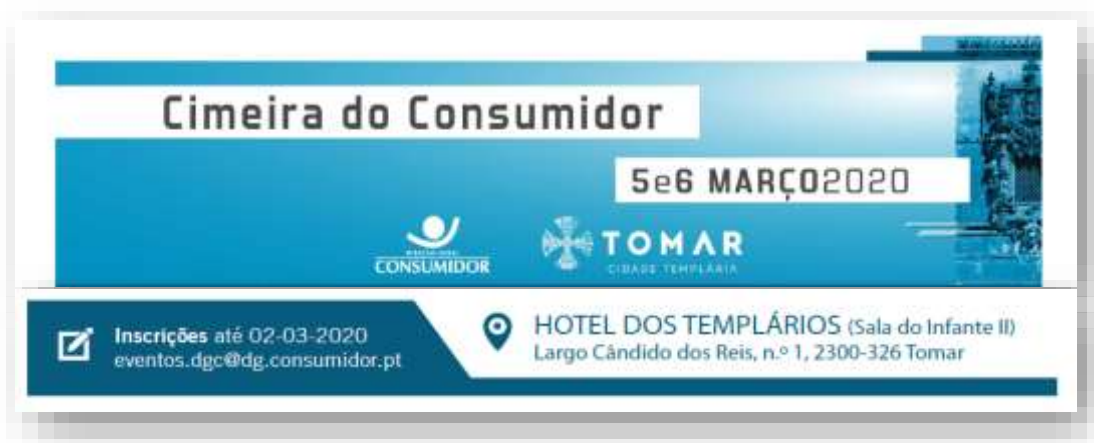 Cimeira do Consumidor
5e6 MARÇO2020
CONSUMIDOR
TOMAR
CIDADE TEMPLÁRIA
Inscrições até 02-03-2020
eventos.dgc@dg.consumidor.pt
HOTEL DOS TEMPLÁRIOS (Sala do Infante II)
Largo Cândido dos Reis, n.º 1, 2300-326 Tomar